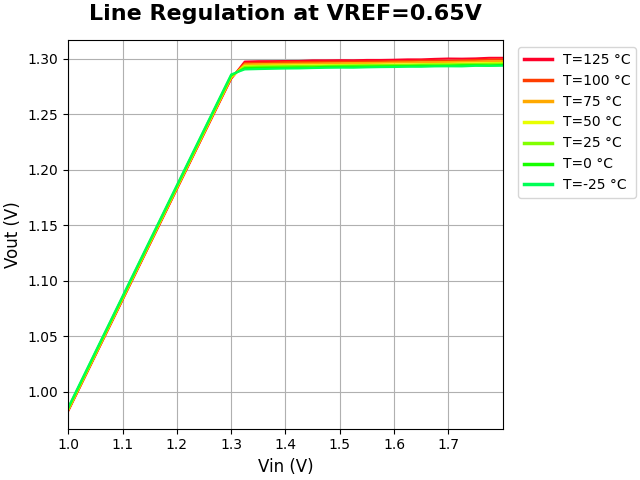 Line Regulation at VREF=0.65V
Vout (V)
1.30
1.25
1.20
1.15
1.10
1.05
1.00
1.0 1.1 1.2 1.3 1.4 1.5 1.6 1.7
Vin (V)
T=125 °C
T=100 °C
T=75 °C
T=50 °C
T=25 °C
T=0 °C
T=-25 °C